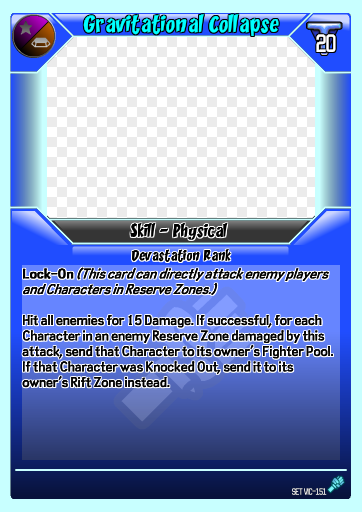 Gravitational Collapse
20
Skill - Physical
Devastation Rank
Lock-On (This card can directly attack enemy players
and Characters in Reserve Zones.)
Hit all enemies for 15 Damage. If successful, for each
Character in an enemy Reserve Zone damaged by this
attack, send that Character to its owner's Fighter Pool.
If that Character was Knocked Out, send it to its
owner's Rift Zone instead.
SET VIC-151